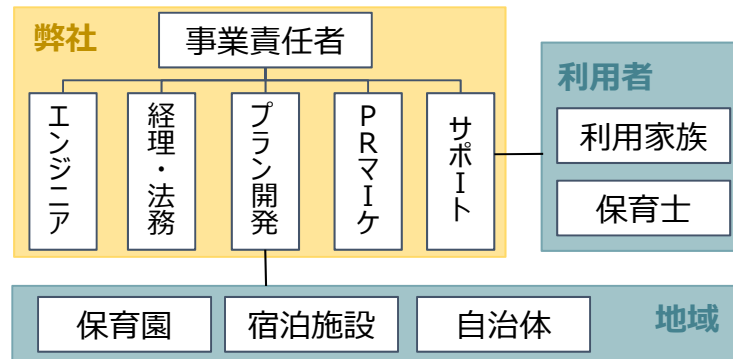 弊社
事業責任者
エンジニア
経理・法務
プラン開発
PRマーケ
サポート
利用者
利用家族
保育士
保育園
宿泊施設
自治体
地域